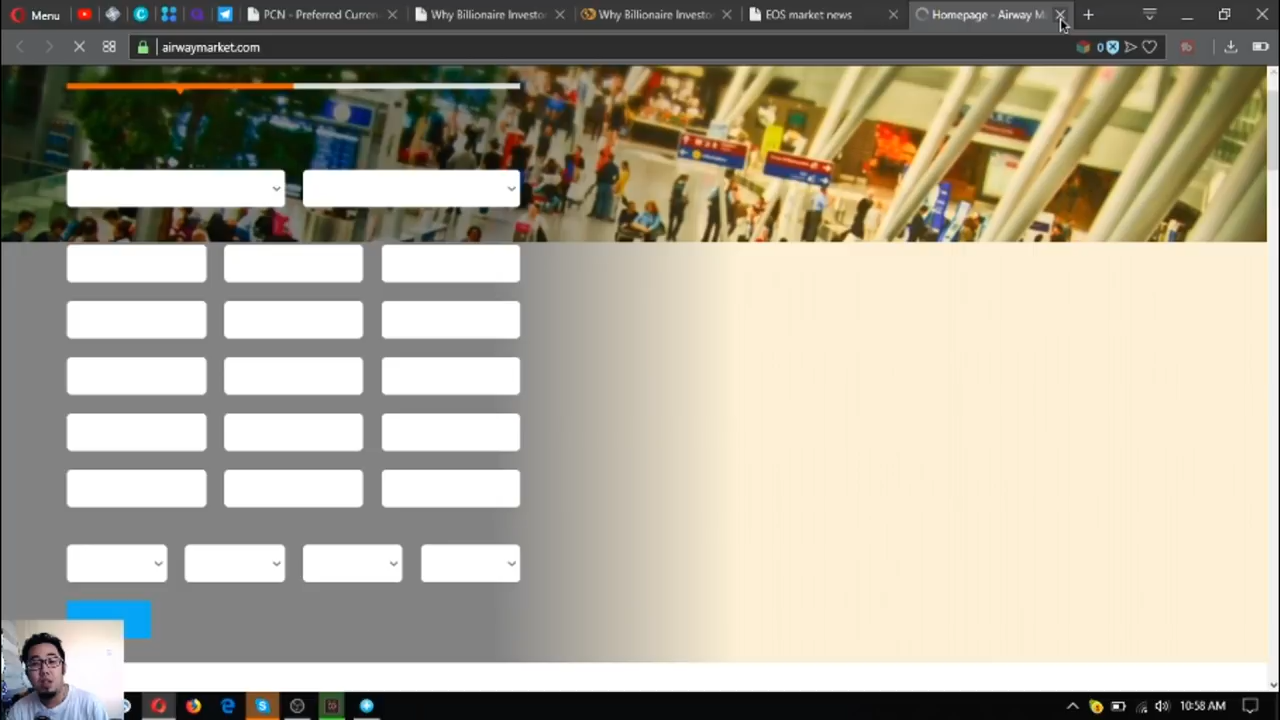 Menu
PCN - Preferred Curren
Why Billionaire Investo
Why Billionaire Investo
EOS market news
Homepage - Airway M
airwaymarket.com
0
10:58 AM